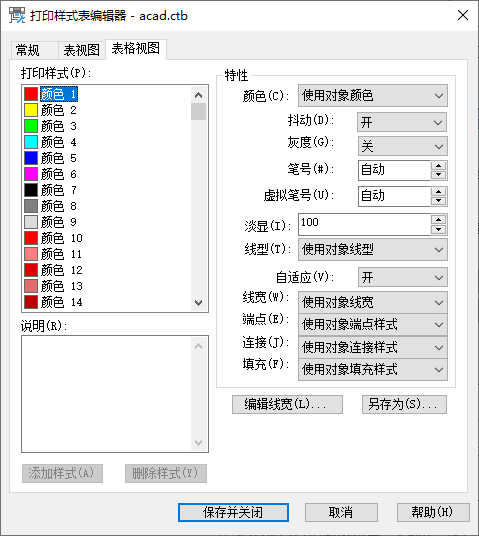 打印样式表编辑器 - acad.ctb
常规 表视图 表格视图
打印样式(P):
颜色 1
颜色 2
颜色 3
颜色 4
颜色 5
颜色 6
颜色 7
颜色 8
颜色 9
颜色 10
颜色 11
颜色 12
颜色 13
颜色 14
说明(R):
添加样式(A) 删除样式(Y)
特性
颜色(C): 使用对象颜色
抖动(D): 开
灰度(G): 关
笔号(#): 自动
虚拟笔号(U): 自动
淡显(I): 100
线型(T): 使用对象线型
自适应(V): 开
线宽(W): 使用对象线宽
端点(E): 使用对象端点样式
连接(J): 使用对象连接样式
填充(F): 使用对象填充样式
编辑线宽(L)... 另存为(S)...
保存并关闭 取消 帮助(H)